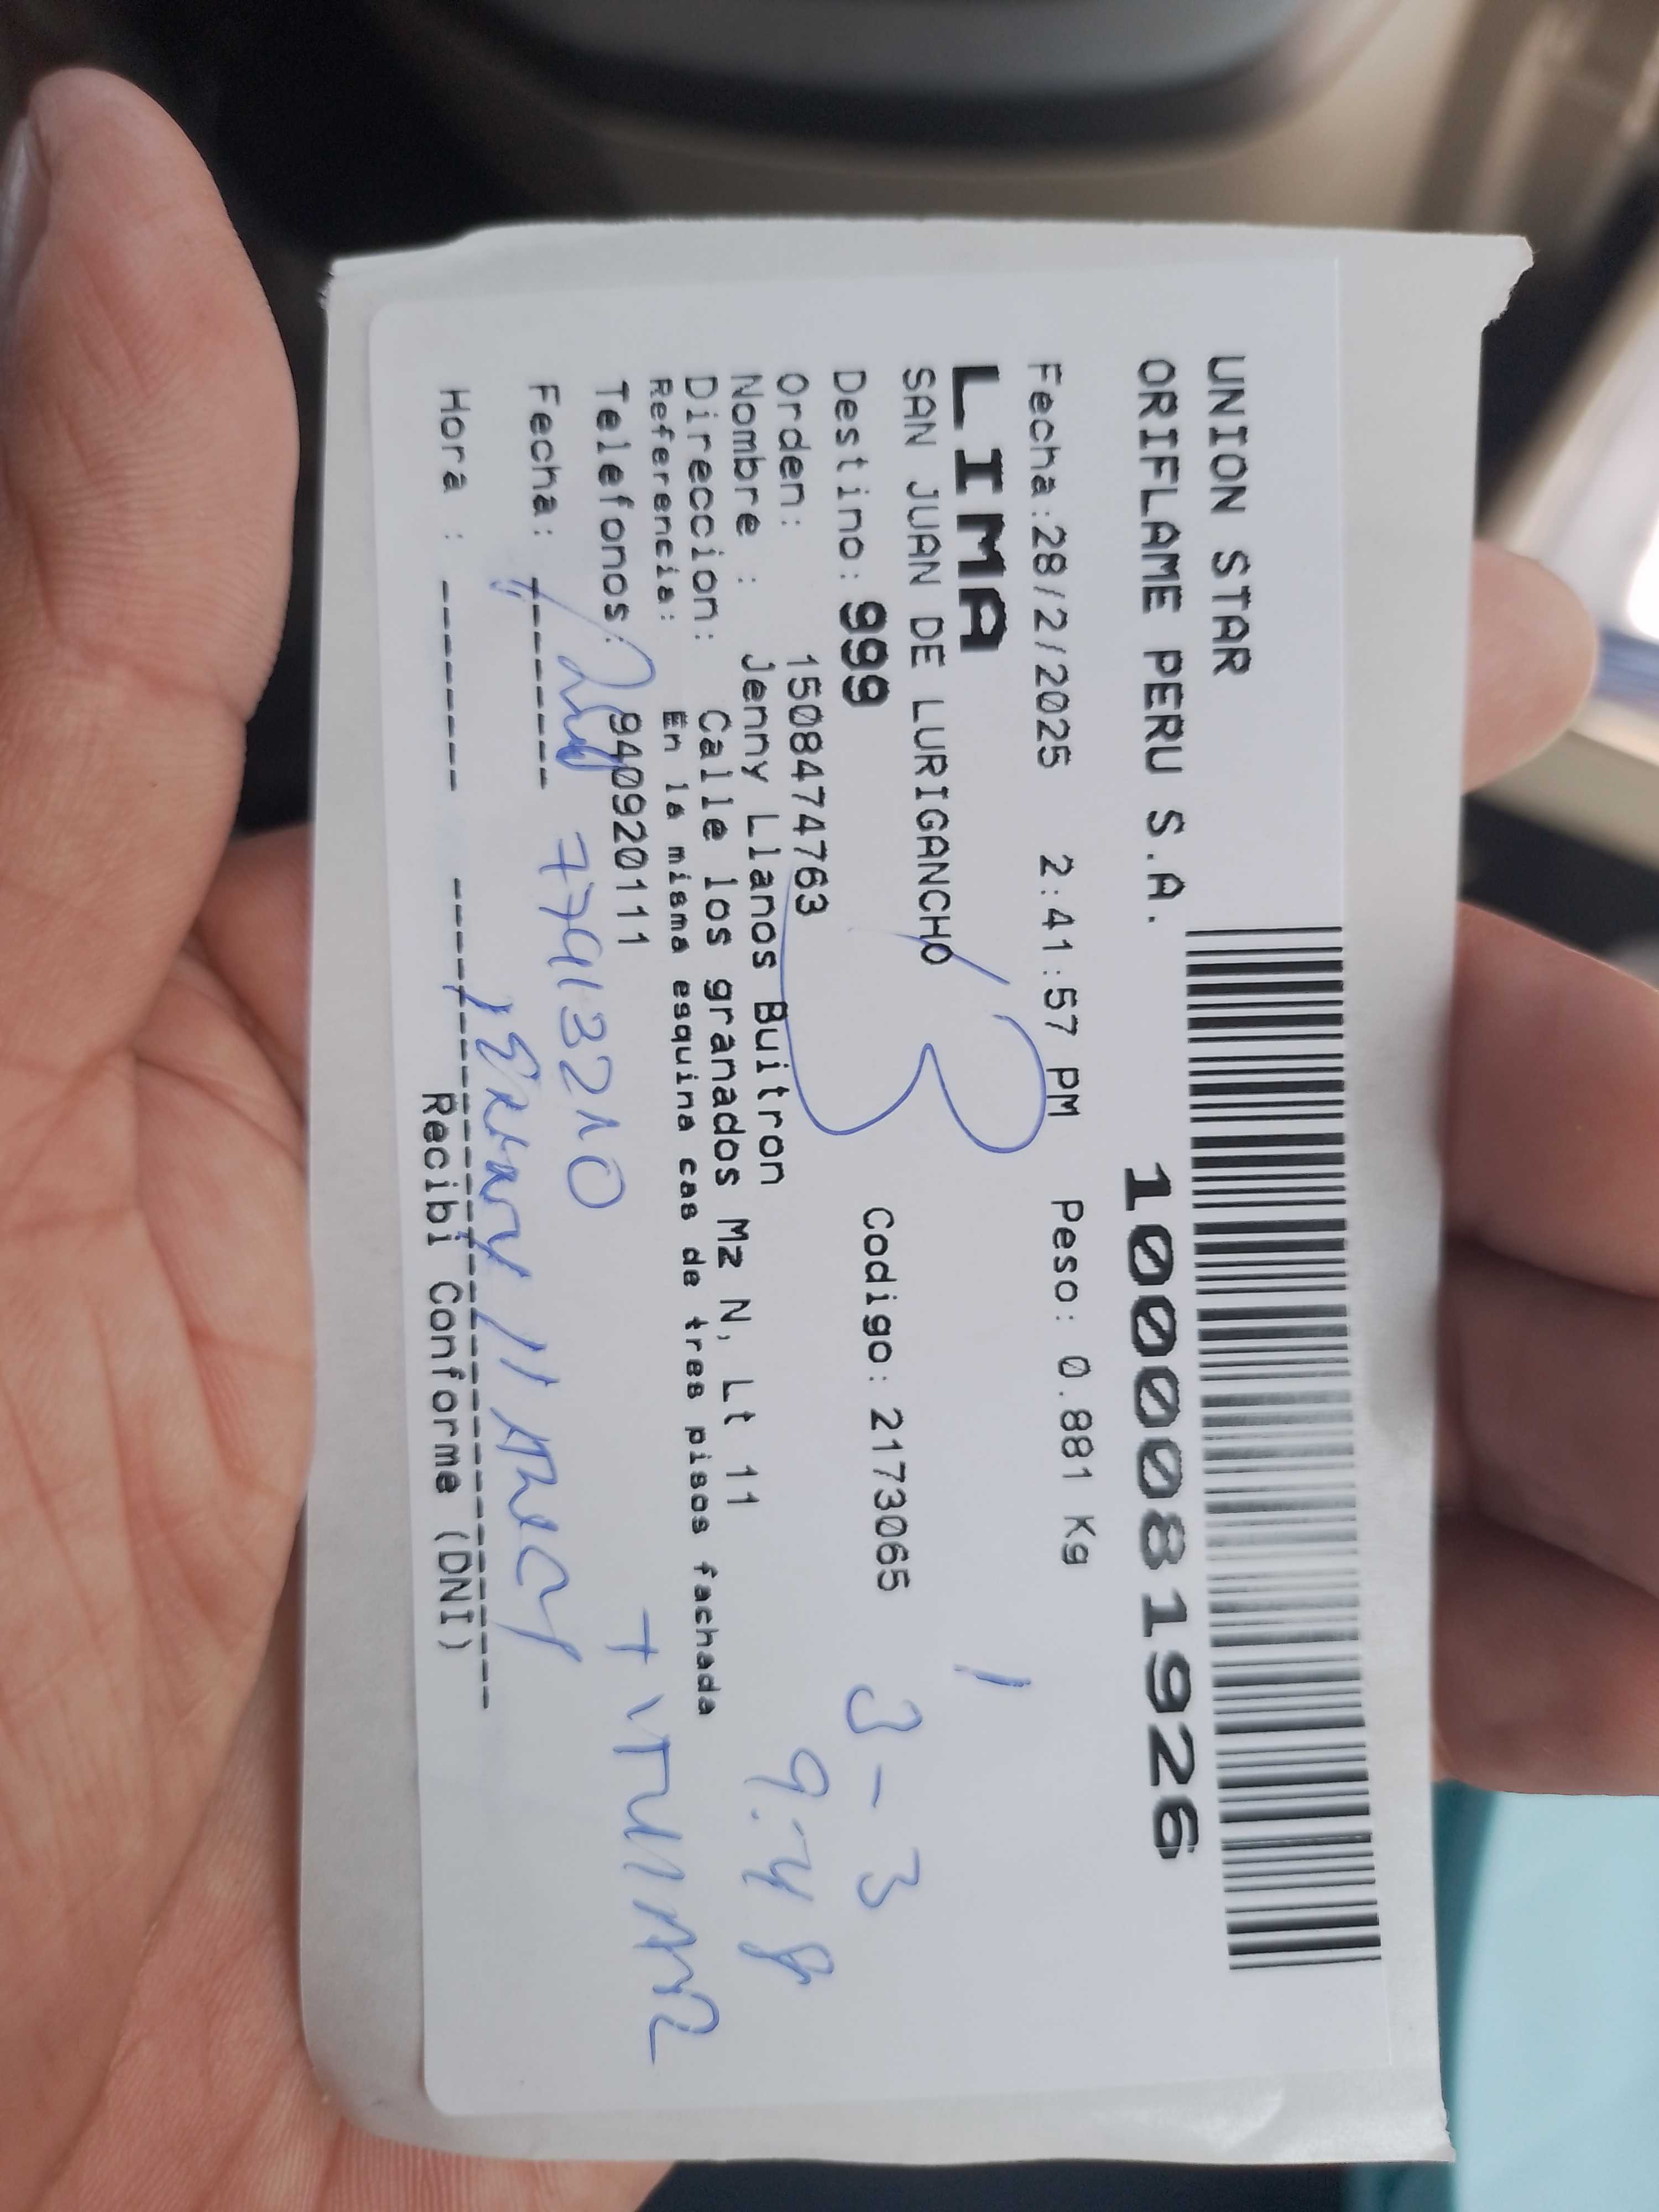 UNION STAR
ORIFLAME PERU S.A. 1000081926
Fecha:28/2/2025 2:41:57 PM Peso: 0.881 Kg
LIMA
SAN JUAN DE LURIGANCHO
3
Destino: 999 Codigo: 2173065
3-3
9:48
Orden: 1508474763
Nombre : Jenny Llanos Buitron
Direccion: Calle los granados Mz N, Lt 11
Referencia: En la misma esquina cas de tres pisos fachada
Telefonos: 940920111
+ VTULAR
Fecha: -------
Hora : -------
Recibi Conforme (DNI)